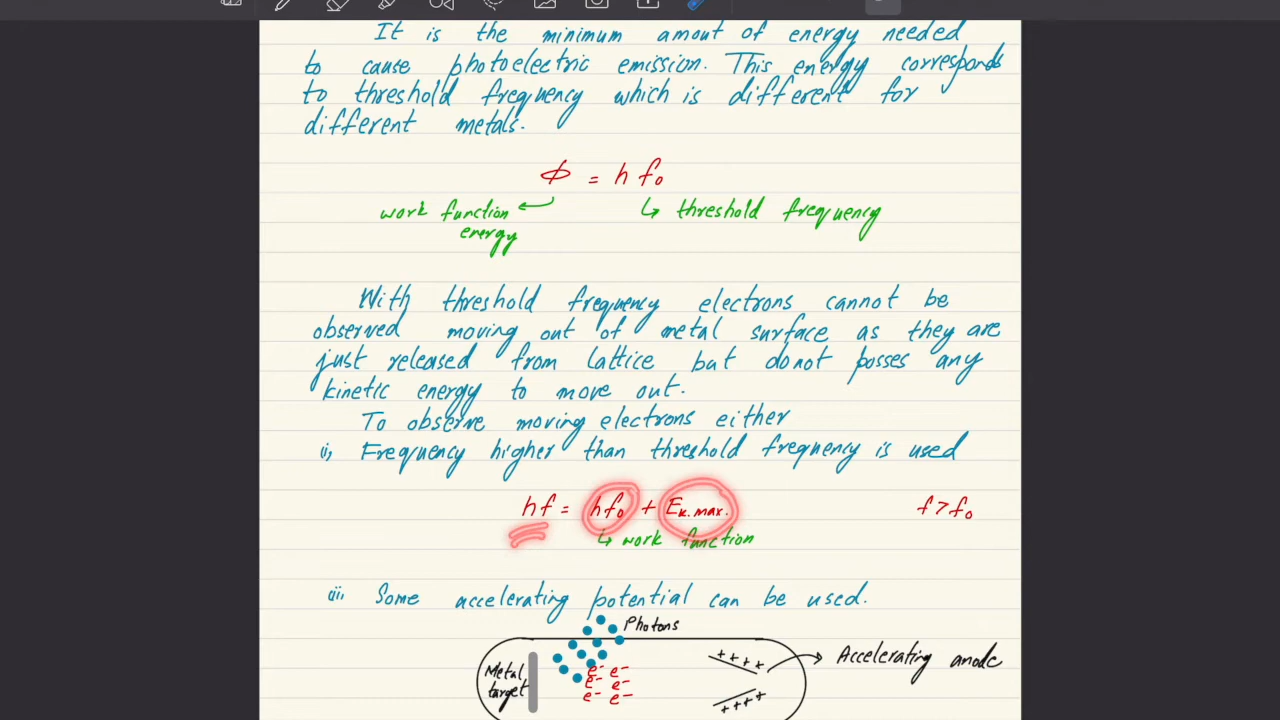 It is the minimum amout of energy needed
to cause photoelectric emission. This energy corresponds
to threshold frequency which is different for
different metals.
ϕ = h f₀
work function energy
↳ threshold frequency
With threshold frequency electrons cannot be
observed moving out of metal surface as they are
just released from lattice but donot posses any
kinetic energy to move out.
To observe moving electrons either
i, Frequency higher than threshold frequency is used
hf = hf₀ + Eₖ.max. f > f₀
↳ work function
ii, Some accelerating potential can be used.
Photons
++++ Accelerating anode
Metal target
e⁻ e⁻
e⁻ e⁻
e⁻ e⁻
++++